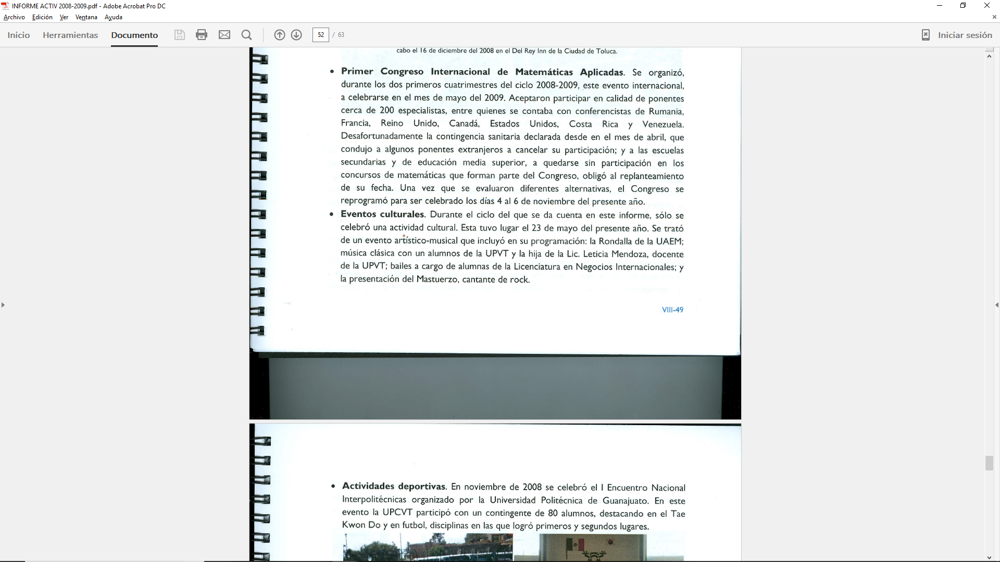 INFORME ACTIV 2008-2009.pdf - Adobe Acrobat Pro DC
Archivo Edición Ver Ventana Ayuda
Inicio Herramientas Documento 52 / 63 Iniciar sesión
cabo el 16 de diciembre del 2008 en el Del Rey Inn de la Ciudad de Toluca.
• Primer Congreso Internacional de Matemáticas Aplicadas. Se organizó,
durante los dos primeros cuatrimestres del ciclo 2008-2009, este evento internacional,
a celebrarse en el mes de mayo del 2009. Aceptaron participar en calidad de ponentes
cerca de 200 especialistas, entre quienes se contaba con conferencistas de Rumania,
Francia, Reino Unido, Canadá, Estados Unidos, Costa Rica y Venezuela.
Desafortunadamente la contingencia sanitaria declarada desde en el mes de abril, que
condujo a algunos ponentes extranjeros a cancelar su participación; y a las escuelas
secundarias y de educación media superior, a quedarse sin participación en los
concursos de matemáticas que forman parte del Congreso, obligó al replanteamiento
de su fecha. Una vez que se evaluaron diferentes alternativas, el Congreso se
reprogramó para ser celebrado los días 4 al 6 de noviembre del presente año.
• Eventos culturales. Durante el ciclo del que se da cuenta en este informe, sólo se
celebró una actividad cultural. Esta tuvo lugar el 23 de mayo del presente año. Se trató
de un evento artístico-musical que incluyó en su programación: la Rondalla de la UAEM;
música clásica con un alumnos de la UPVT y la hija de la Lic. Leticia Mendoza, docente
de la UPVT; bailes a cargo de alumnas de la Licenciatura en Negocios Internacionales; y
la presentación del Mastuerzo, cantante de rock.
VIII-49
• Actividades deportivas. En noviembre de 2008 se celebró el I Encuentro Nacional
Interpolitécnicas organizado por la Universidad Politécnica de Guanajuato. En este
evento la UPCVT participó con un contingente de 80 alumnos, destacando en el Tae
Kwon Do y en futbol, disciplinas en las que logró primeros y segundos lugares.